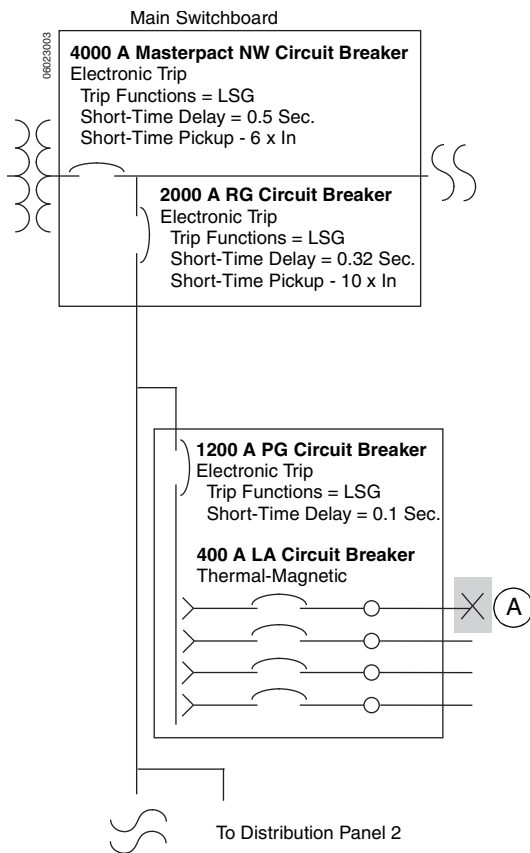 Main Switchboard
06023003
4000 A Masterpact NW Circuit Breaker
Electronic Trip
Trip Functions = LSG
Short-Time Delay = 0.5 Sec.
Short-Time Pickup - 6 x In
2000 A RG Circuit Breaker
Electronic Trip
Trip Functions = LSG
Short-Time Delay = 0.32 Sec.
Short-Time Pickup - 10 x In
1200 A PG Circuit Breaker
Electronic Trip
Trip Functions = LSG
Short-Time Delay = 0.1 Sec.
400 A LA Circuit Breaker
Thermal-Magnetic
A
To Distribution Panel 2